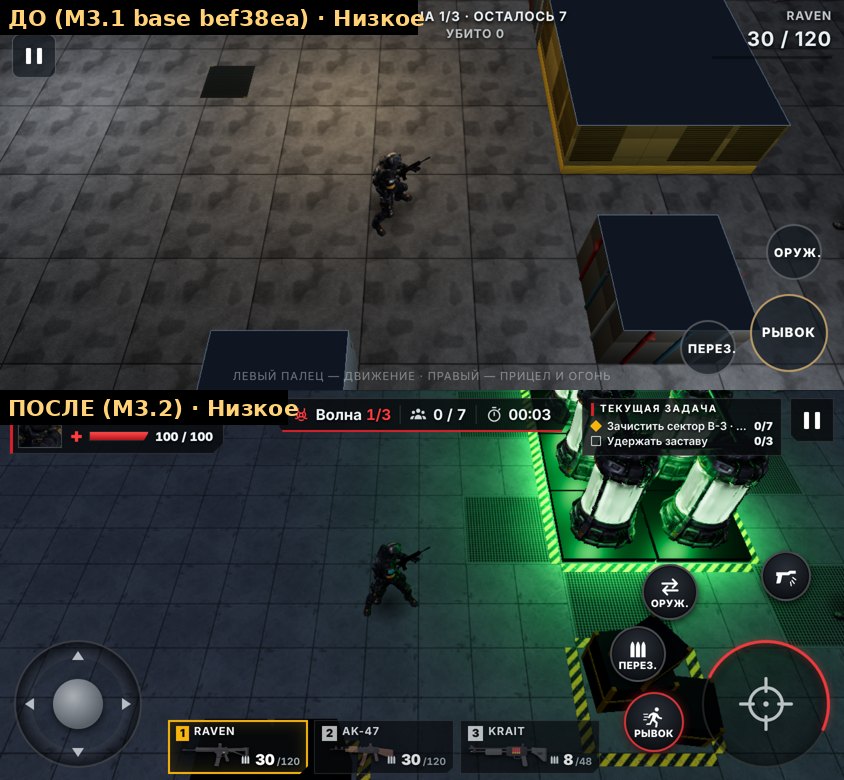 ДО (M3.1 base bef38ea) · Низкое
НА 1/3 · ОСТАЛОСЬ 7
УБИТО 0
RAVEN
30 / 120
ОРУЖ.
РЫВОК
ПЕРЕЗ.
ЛЕВЫЙ ПАЛЕЦ — ДВИЖЕНИЕ · ПРАВЫЙ — ПРИЦЕЛ И ОГОНЬ
ПОСЛЕ (M3.2) · Низкое
100 / 100
Волна 1/3
0 / 7
00:03
ТЕКУЩАЯ ЗАДАЧА
Зачистить сектор B-3 · ... 0/7
Удержать заставу 0/3
ОРУЖ.
ПЕРЕЗ.
РЫВОК
1 RAVEN
30 /120
2 AK-47
30 /120
3 KRAIT
8 /48